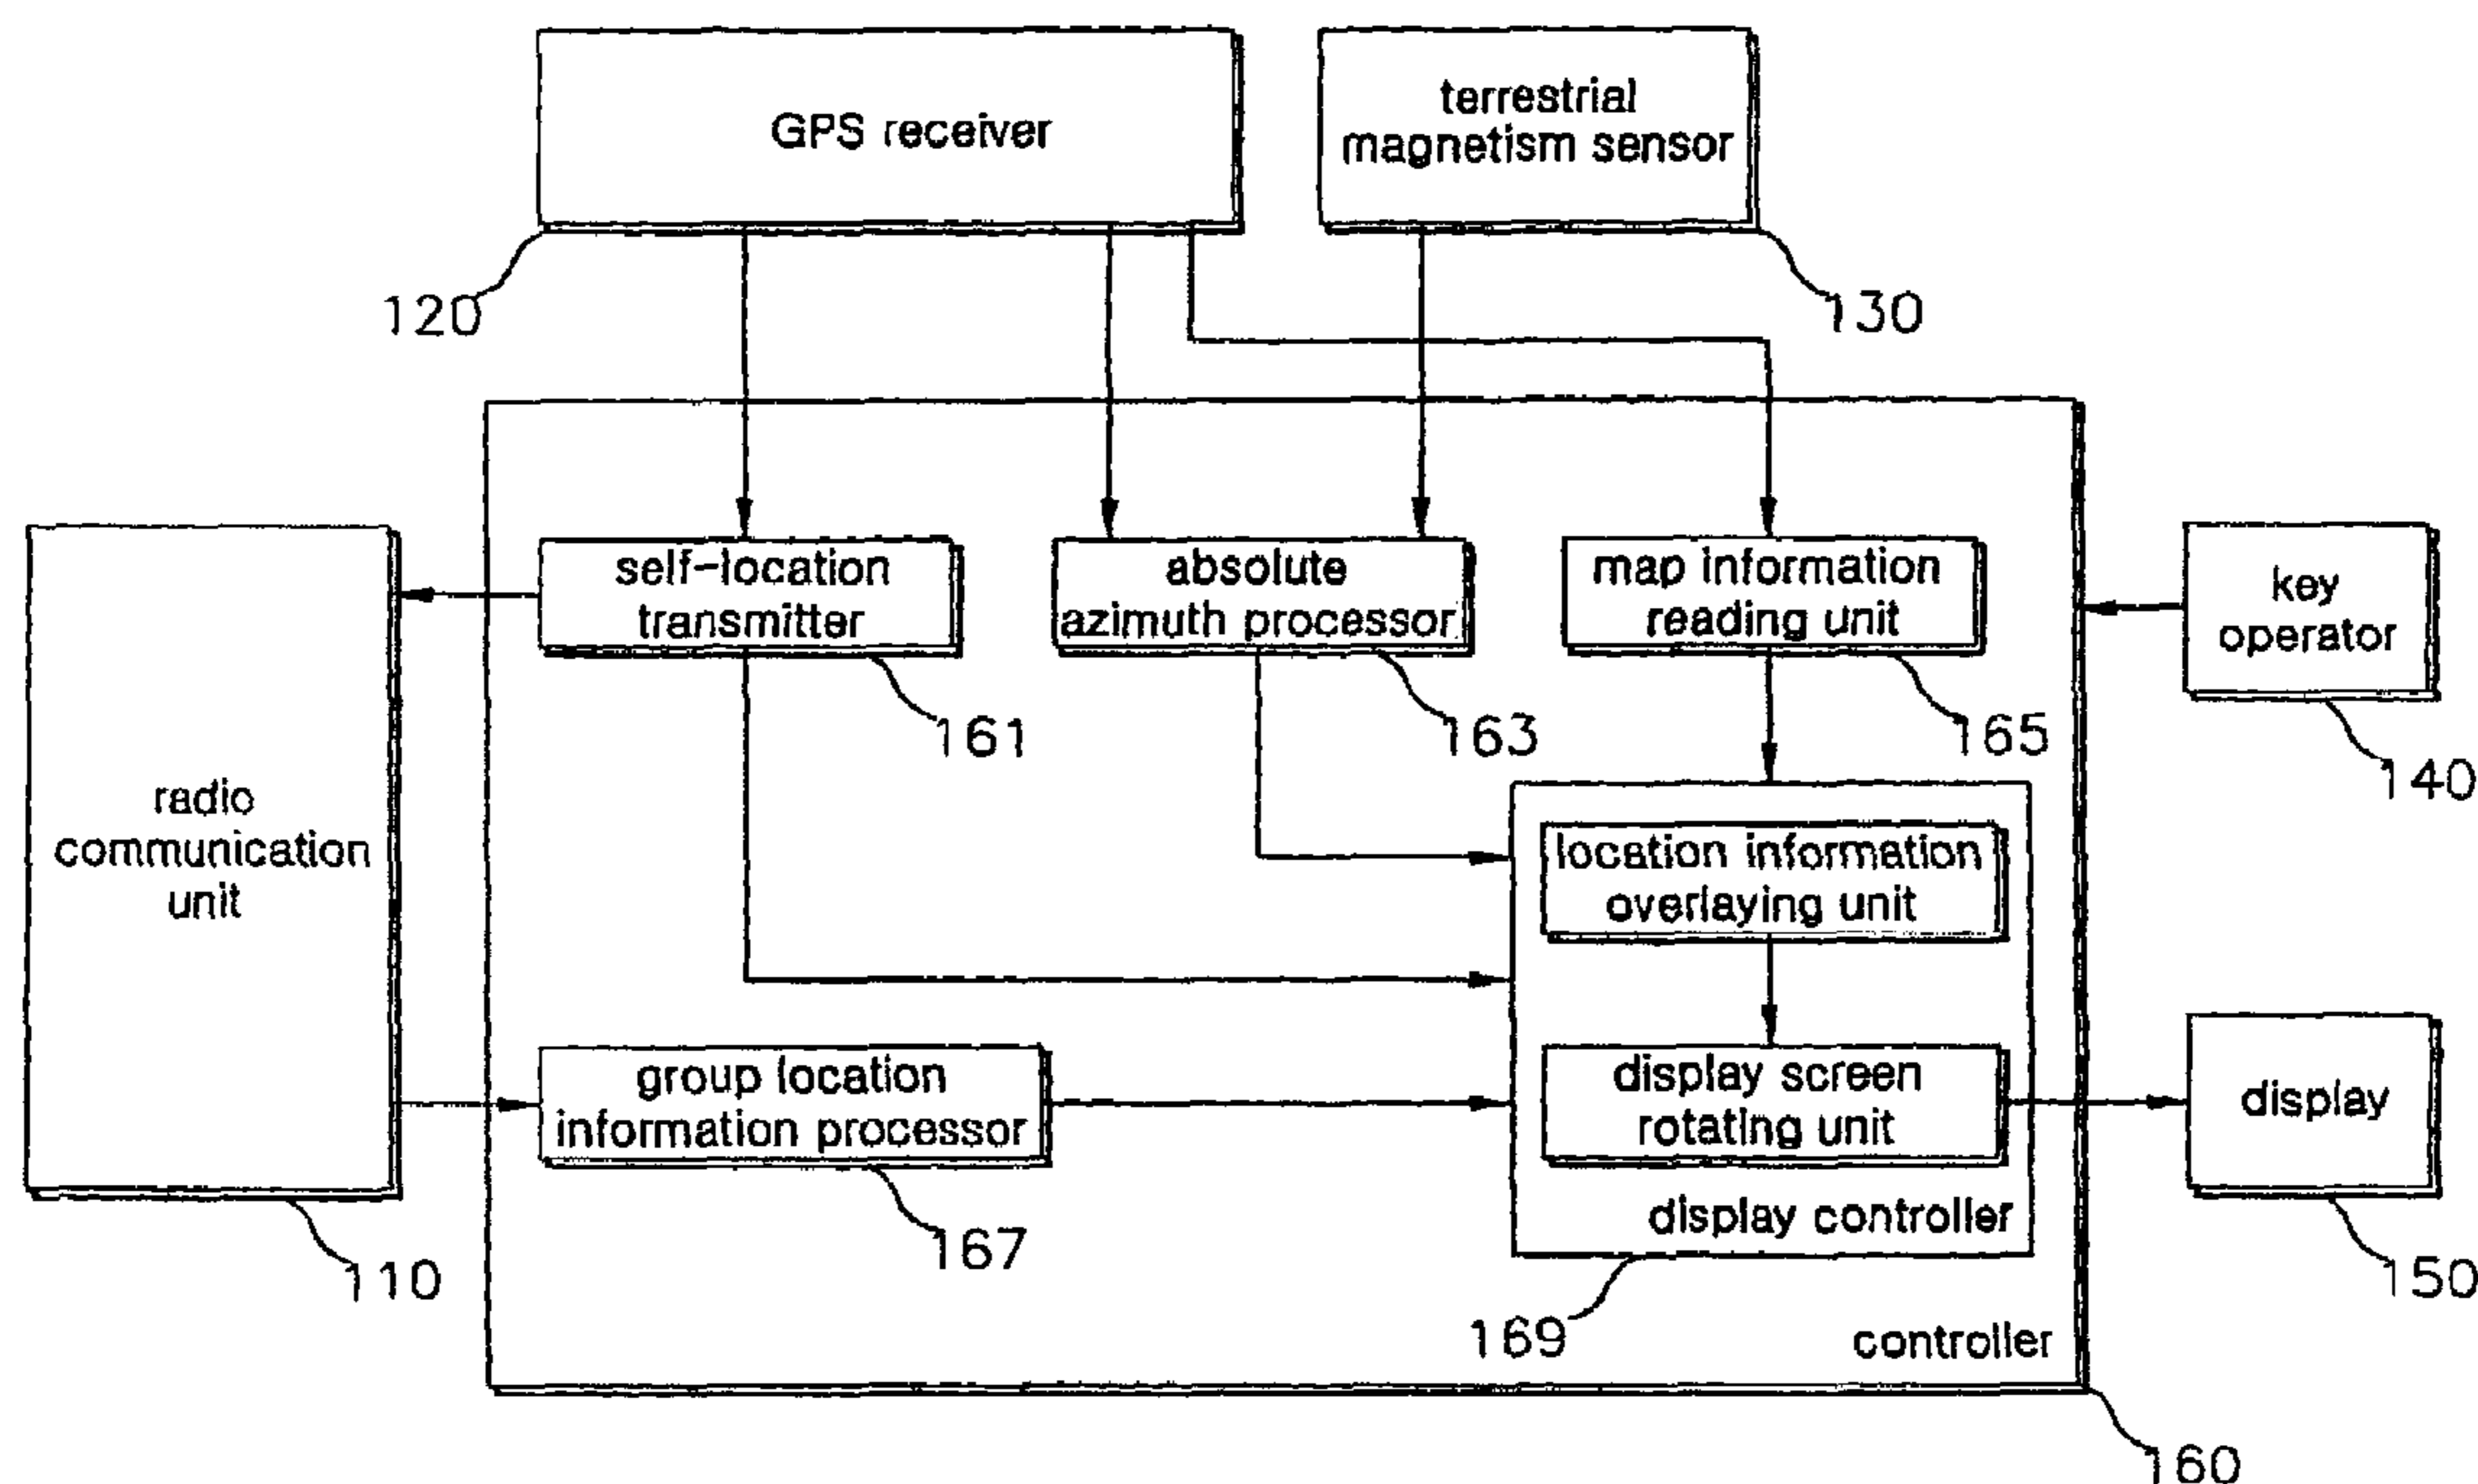 GPS receiver
terrestrial
magnetism sensor
120
130
self-location
transmitter
absolute
azimuth processor
map information
reading unit
key
operator
161
163
165
140
radio
communication
unit
location information
overlaying unit
group location
information processor
display screen
rotating unit
display
display controller
167
110
150
169
controller
160